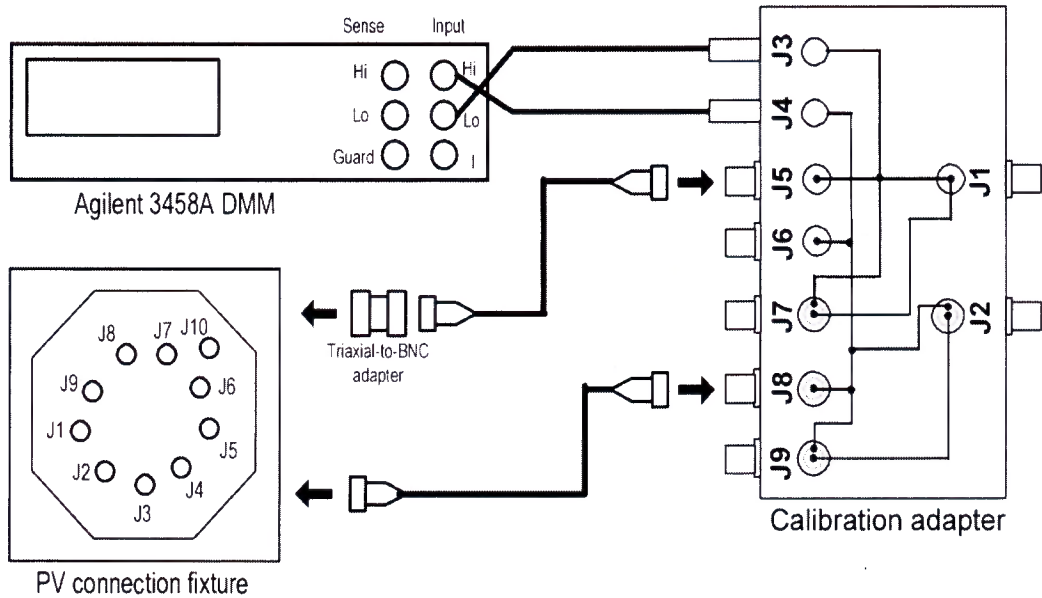 Sense Input
Hi Hi
Lo Lo
Guard I
Agilent 3458A DMM
J3
J4
J5
J6
J7
J8
J9
J1
J2
Calibration adapter
Triaxial-to-BNC
adapter
J8 J7 J10
J9 J6
J1 J5
J2 J4
J3
PV connection fixture